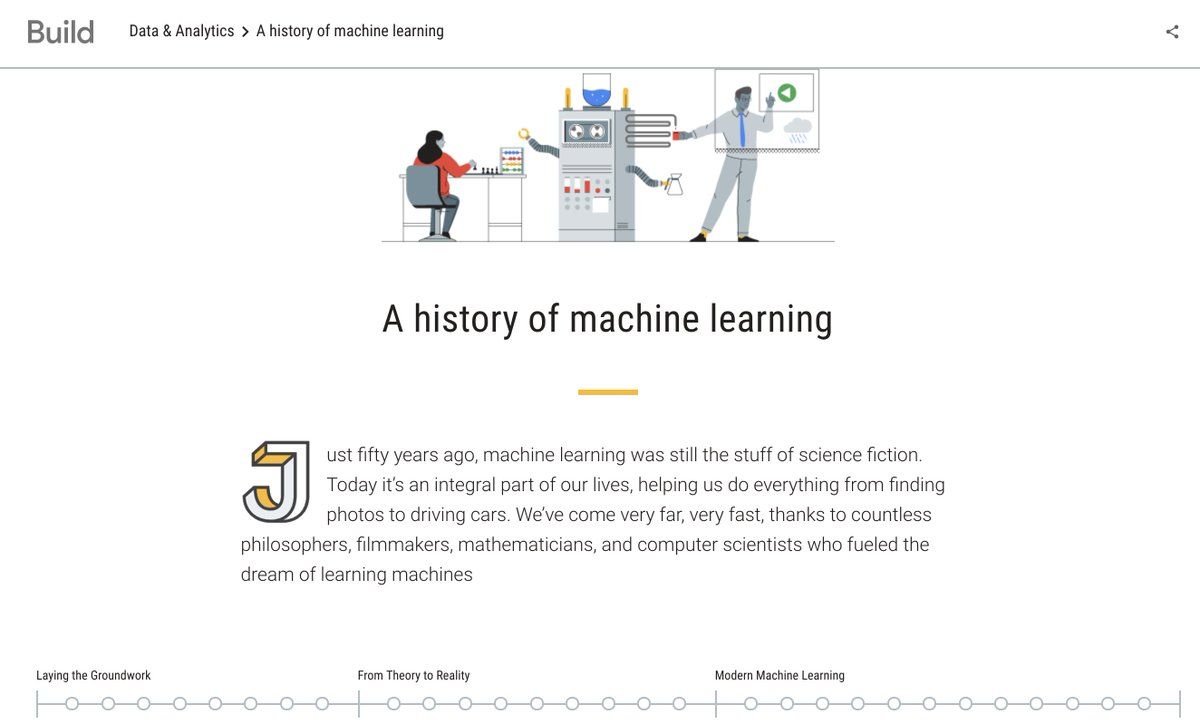 Build
Data & Analytics > A history of machine learning
A history of machine learning
Just fifty years ago, machine learning was still the stuff of science fiction.
Today it’s an integral part of our lives, helping us do everything from finding
photos to driving cars. We’ve come very far, very fast, thanks to countless
philosophers, filmmakers, mathematicians, and computer scientists who fueled the
dream of learning machines
Laying the Groundwork
From Theory to Reality
Modern Machine Learning